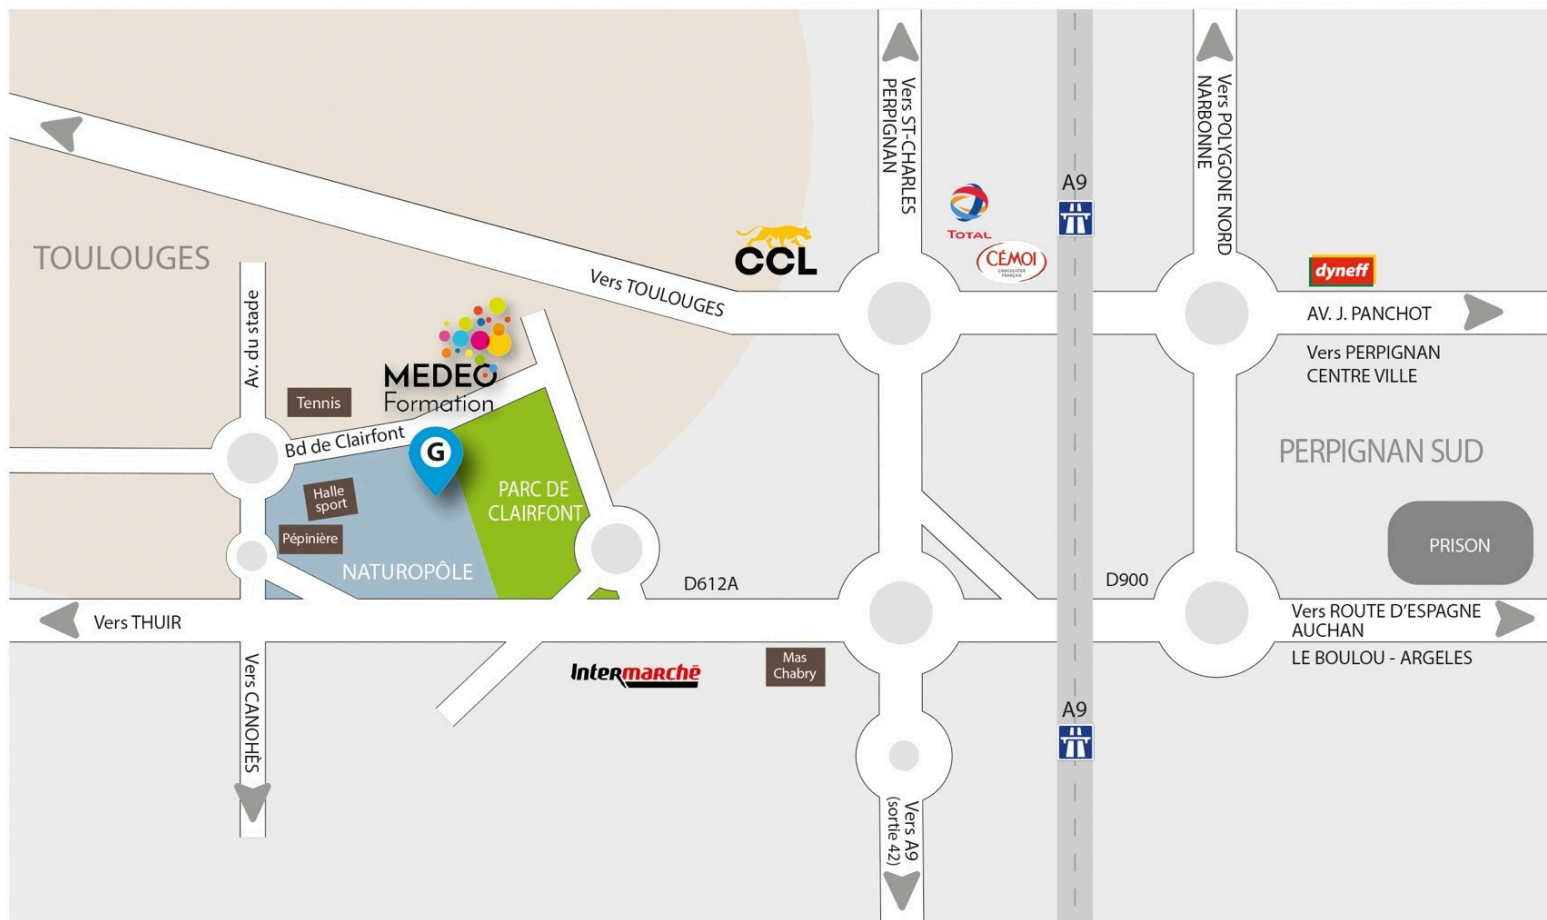 Vers ST-CHARLES
PERPIGNAN
Vers POLYGONE NORD
NARBONNE
A9
TOTAL
CÉMOI
CHOCOLATIER
FRANÇAIS
CCL
TOULOUGES
Vers TOULOUGES
dyneff
AV. J. PANCHOT
Vers PERPIGNAN
CENTRE VILLE
Av. du stade
MEDEO
Formation
Tennis
Bd de Clairfont
G
PERPIGNAN SUD
Halle
sport
PARC DE
CLAIRFONT
Pépinière
NATUROPÔLE
PRISON
D612A
D900
Vers THUIR
Vers ROUTE D'ESPAGNE
AUCHAN
LE BOULOU - ARGELES
Intermarchē
Mas
Chabry
Vers CANOHÈS
A9
Vers A9
(sortie 42)